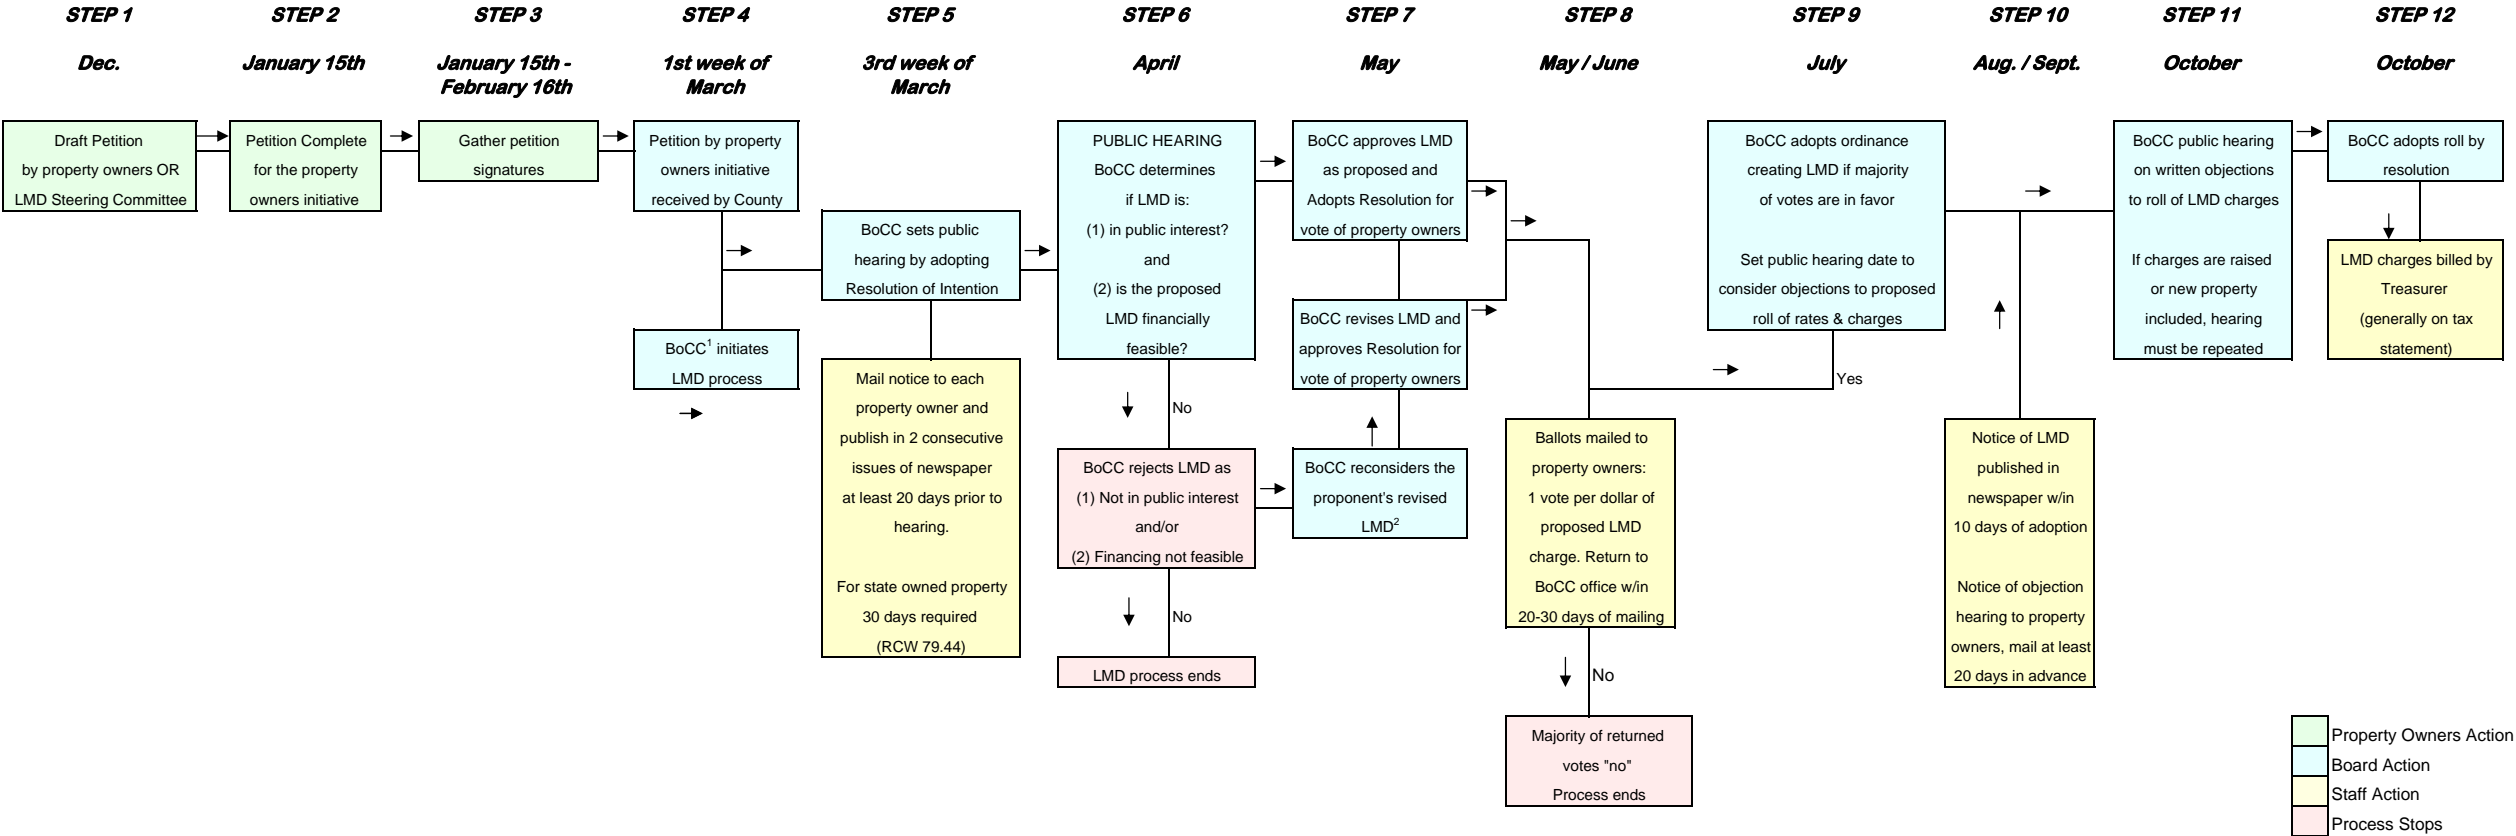 STEP 1
Dec.
STEP 2
January 15th
STEP 3
January 15th -
February 16th
STEP 4
1st week of
March
STEP 5
3rd week of
March
STEP 6
April
STEP 7
May
STEP 8
May / June
STEP 9
July
STEP 10
Aug. / Sept.
STEP 11
October
STEP 12
October
Draft Petition
by property owners OR
LMD Steering Committee
Petition Complete
for the property
owners initiative
Gather petition
signatures
Petition by property
owners initiative
received by County
BoCC¹ initiates
LMD process
BoCC sets public
hearing by adopting
Resolution of Intention
Mail notice to each
property owner and
publish in 2 consecutive
issues of newspaper
at least 20 days prior to
hearing.
For state owned property
30 days required
(RCW 79.44)
PUBLIC HEARING
BoCC determines
if LMD is:
(1) in public interest?
and
(2) is the proposed
LMD financially
feasible?
No
BoCC rejects LMD as
(1) Not in public interest
and/or
(2) Financing not feasible
No
LMD process ends
BoCC approves LMD
as proposed and
Adopts Resolution for
vote of property owners
BoCC revises LMD and
approves Resolution for
vote of property owners
BoCC reconsiders the
proponent's revised
LMD²
Ballots mailed to
property owners:
1 vote per dollar of
proposed LMD
charge. Return to
BoCC office w/in
20-30 days of mailing
No
Majority of returned
votes "no"
Process ends
BoCC adopts ordinance
creating LMD if majority
of votes are in favor
Set public hearing date to
consider objections to proposed
roll of rates & charges
Yes
Notice of LMD
published in
newspaper w/in
10 days of adoption
Notice of objection
hearing to property
owners, mail at least
20 days in advance
BoCC public hearing
on written objections
to roll of LMD charges
If charges are raised
or new property
included, hearing
must be repeated
BoCC adopts roll by
resolution
LMD charges billed by
Treasurer
(generally on tax
statement)
Property Owners Action
Board Action
Staff Action
Process Stops